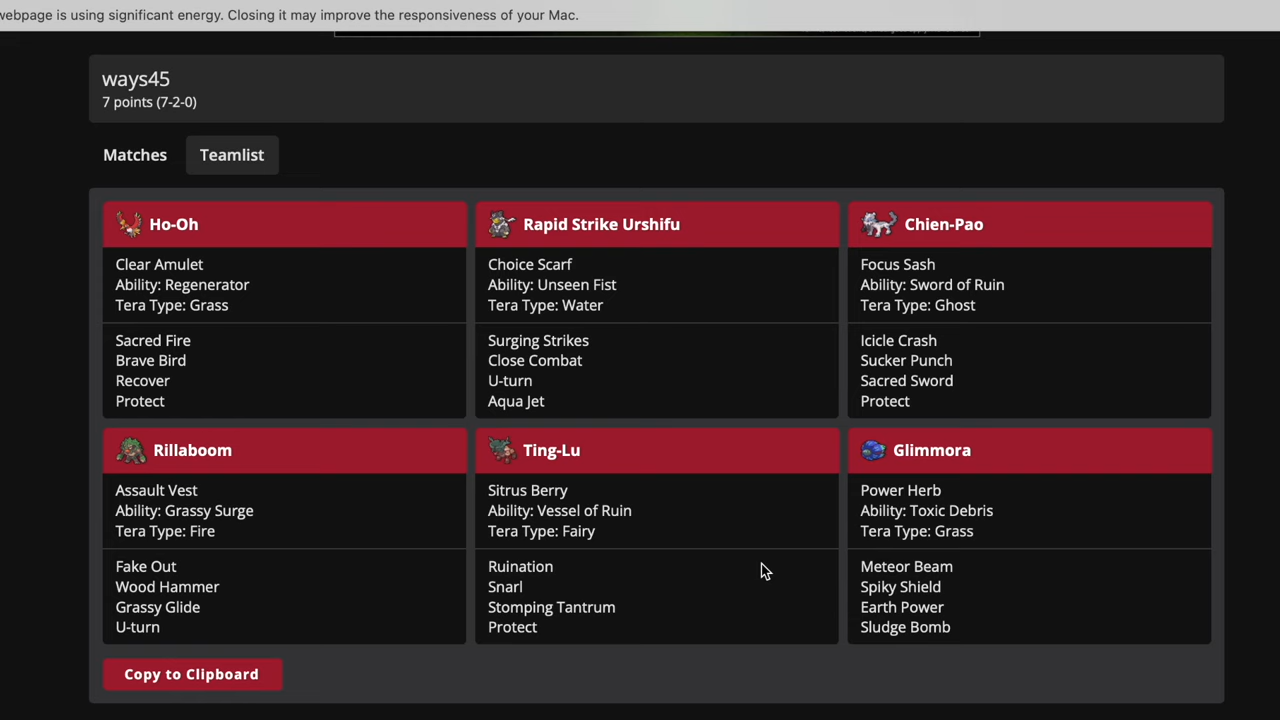 webpage is using significant energy. Closing it may improve the responsiveness of your Mac.
ways45
7 points (7-2-0)
Matches
Teamlist
Ho-Oh
Clear Amulet
Ability: Regenerator
Tera Type: Grass
Sacred Fire
Brave Bird
Recover
Protect
Rapid Strike Urshifu
Choice Scarf
Ability: Unseen Fist
Tera Type: Water
Surging Strikes
Close Combat
U-turn
Aqua Jet
Chien-Pao
Focus Sash
Ability: Sword of Ruin
Tera Type: Ghost
Icicle Crash
Sucker Punch
Sacred Sword
Protect
Rillaboom
Assault Vest
Ability: Grassy Surge
Tera Type: Fire
Fake Out
Wood Hammer
Grassy Glide
U-turn
Ting-Lu
Sitrus Berry
Ability: Vessel of Ruin
Tera Type: Fairy
Ruination
Snarl
Stomping Tantrum
Protect
Glimmora
Power Herb
Ability: Toxic Debris
Tera Type: Grass
Meteor Beam
Spiky Shield
Earth Power
Sludge Bomb
Copy to Clipboard